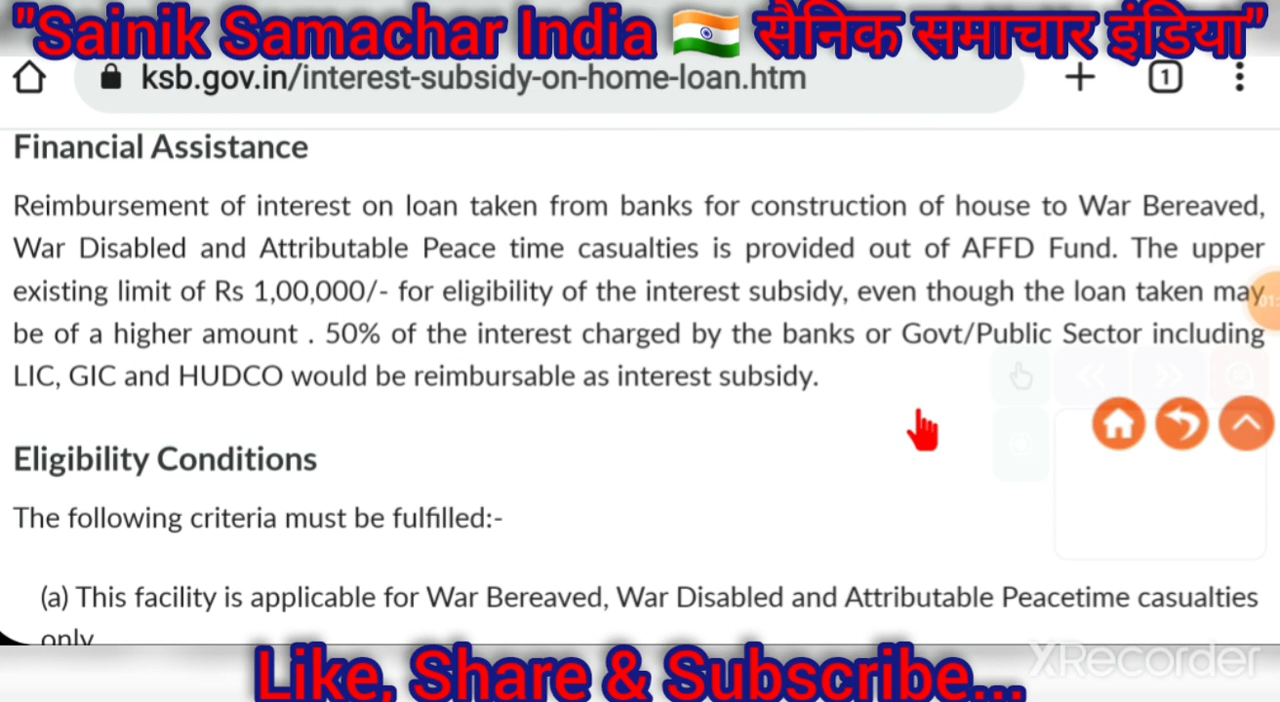 "Sainik Samachar India 🇮🇳 सैनिक समाचार इंडिया"
ksb.gov.in/interest-subsidy-on-home-loan.htm
1
Financial Assistance
Reimbursement of interest on loan taken from banks for construction of house to War Bereaved,
War Disabled and Attributable Peace time casualties is provided out of AFFD Fund. The upper
existing limit of Rs 1,00,000/- for eligibility of the interest subsidy, even though the loan taken may
be of a higher amount . 50% of the interest charged by the banks or Govt/Public Sector including
LIC, GIC and HUDCO would be reimbursable as interest subsidy.
Eligibility Conditions
The following criteria must be fulfilled:-
(a) This facility is applicable for War Bereaved, War Disabled and Attributable Peacetime casualties
only
XRecorder
Like, Share & Subscribe...